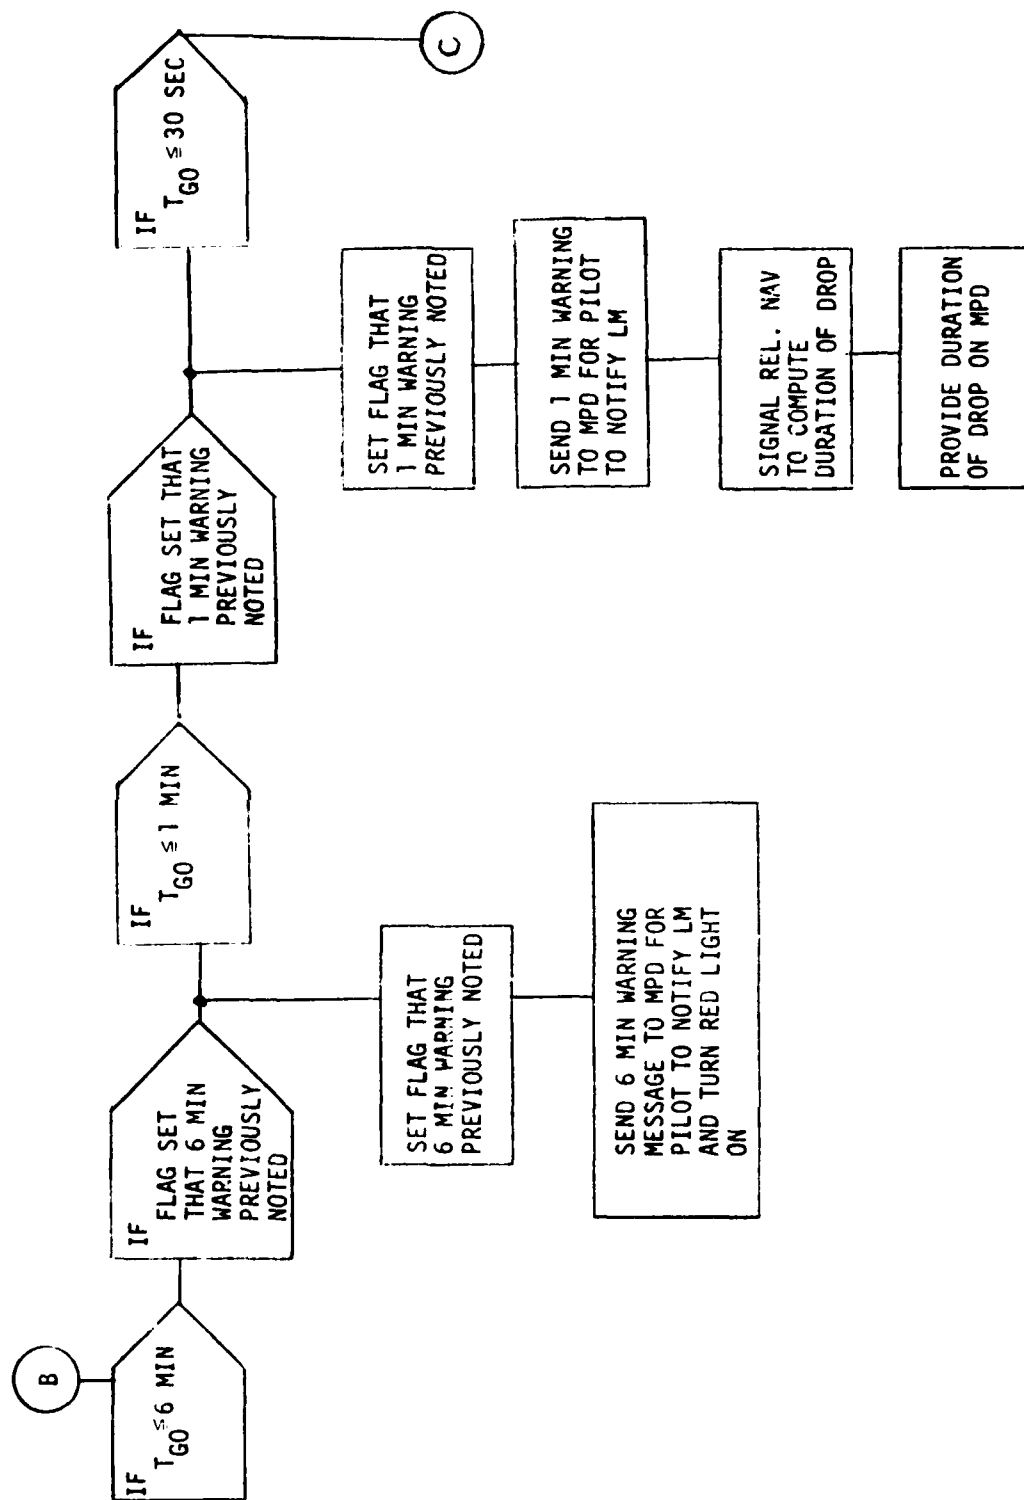 B
IF
T_GO ≤ 6 MIN
IF
FLAG SET
THAT 6 MIN
WARNING
PREVIOUSLY
NOTED
SET FLAG THAT
6 MIN WARNING
PREVIOUSLY NOTED
SEND 6 MIN WARNING
MESSAGE TO MPD FOR
PILOT TO NOTIFY LM
AND TURN RED LIGHT
ON
IF
T_GO ≤ 1 MIN
IF
FLAG SET THAT
1 MIN WARNING
PREVIOUSLY
NOTED
SET FLAG THAT
1 MIN WARNING
PREVIOUSLY NOTED
SEND 1 MIN WARNING
TO MPD FOR PILOT
TO NOTIFY LM
SIGNAL REL. NAV
TO COMPUTE
DURATION OF DROP
PROVIDE DURATION
OF DROP ON MPD
IF
T_GO ≤ 30 SEC
C